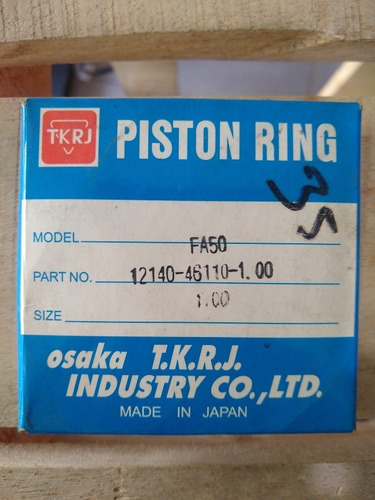 TKRJ
PISTON RING
35
MODEL FA50
PART NO. 12140-46110-1.00
SIZE 1.00
osaka T.K.R.J.
INDUSTRY CO.,LTD.
MADE IN JAPAN